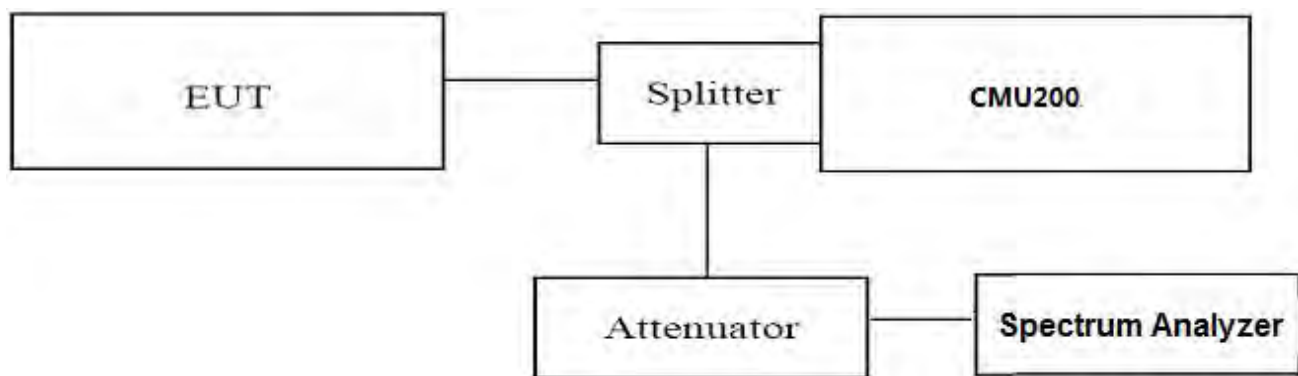 EUT
Splitter
CMU200
Attenuator
Spectrum Analyzer